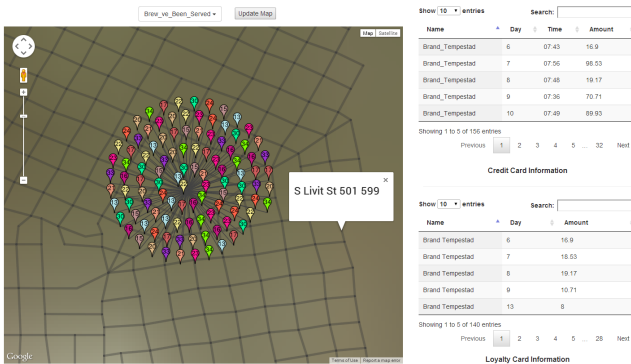 Brew_ve_Been_Served
Update Map
Map Satellite
S Livit St 501 599
×
Google
Terms of Use Report a map error
Show 10 entries
Search:
Name Day Time Amount
Brand_Tempestad 6 07.43 16.9
Brand_Tempestad 7 07.56 98.53
Brand_Tempestad 8 07.48 19.17
Brand_Tempestad 9 07.36 70.71
Brand_Tempestad 10 07.49 89.93
Showing 1 to 5 of 156 entries
Previous 1 2 3 4 5 ... 32 Next
Credit Card Information
Show 10 entries
Search:
Name Day Amount
Brand Tempestad 6 16.9
Brand Tempestad 7 18.53
Brand Tempestad 8 19.17
Brand Tempestad 9 10.71
Brand Tempestad 13 8
Showing 1 to 5 of 140 entries
Previous 1 2 3 4 5 ... 28 Next
Loyalty Card Information